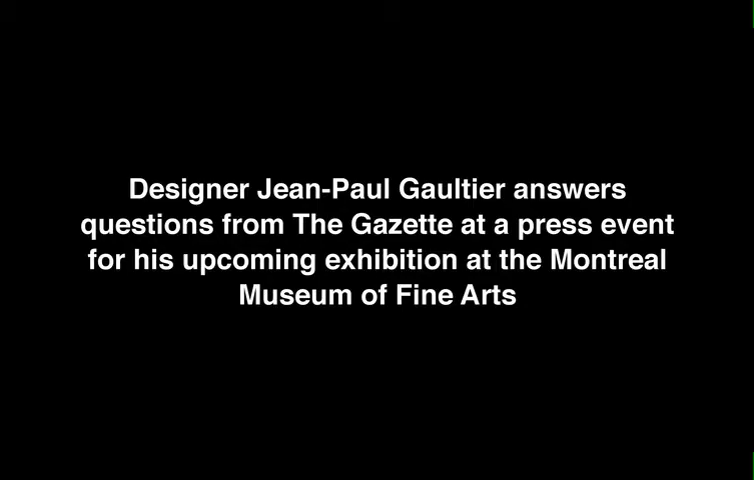 Designer Jean-Paul Gaultier answers
questions from The Gazette at a press event
for his upcoming exhibition at the Montreal
Museum of Fine Arts